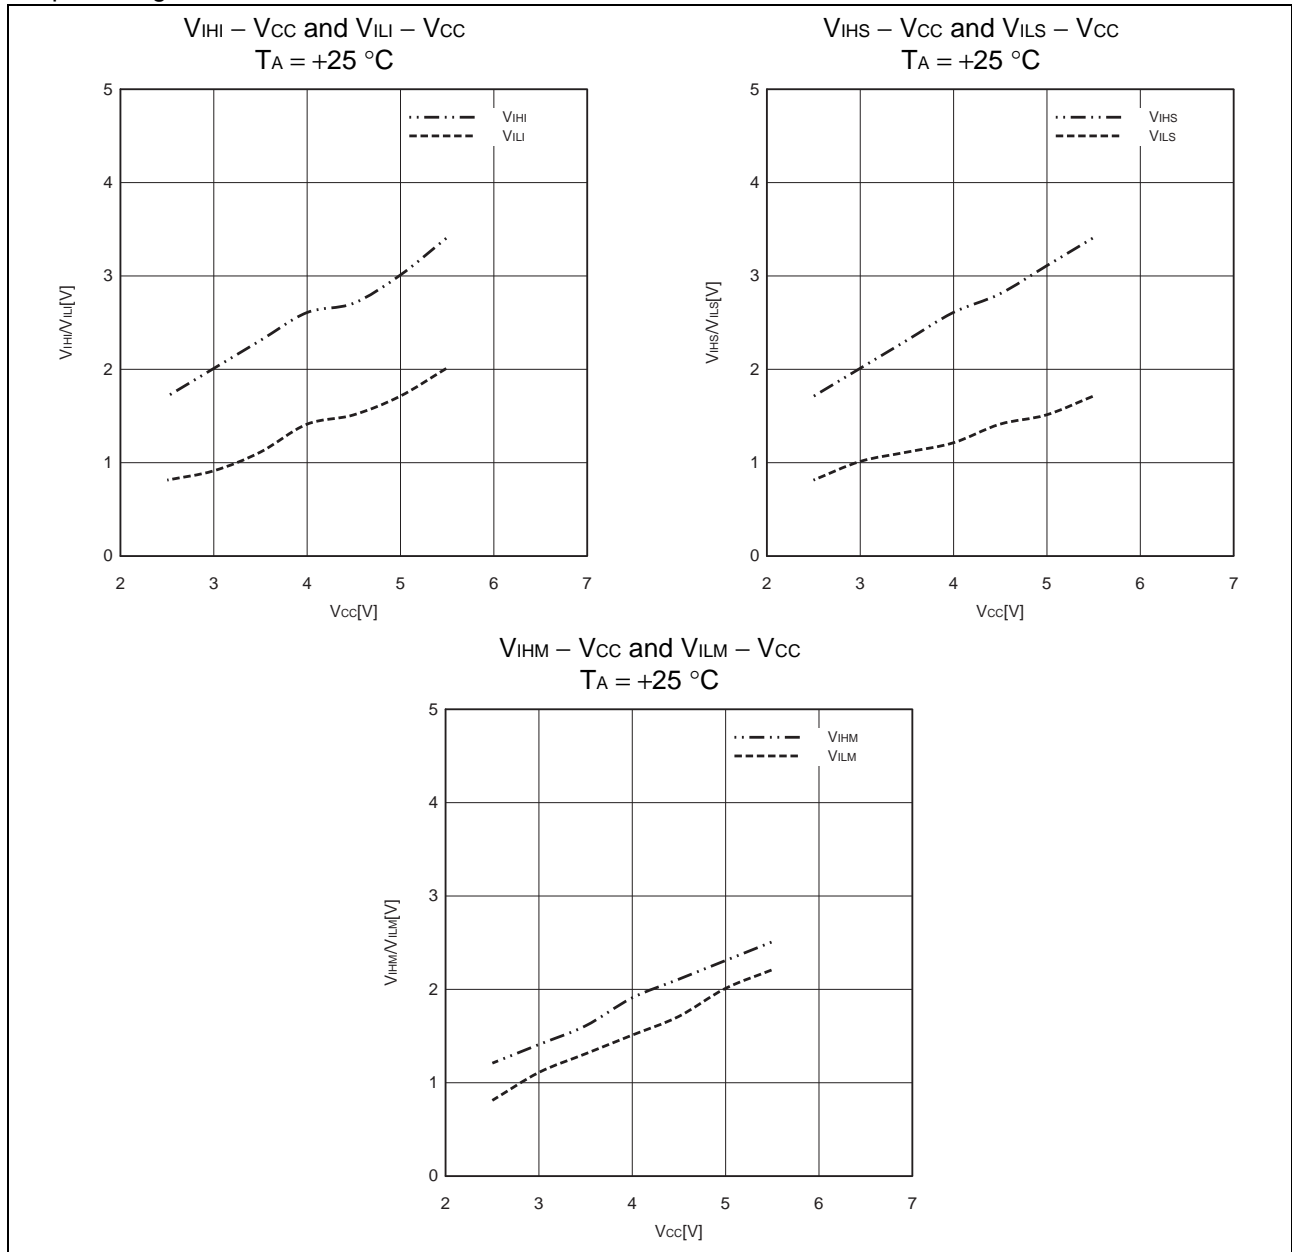 VIHI – VCC and VILI – VCC
TA = +25 °C
5
4
3
2
1
0
2 3 4 5 6 7
VIHI/VILI[V]
VCC[V]
VIHI
VILI
VIHS – VCC and VILS – VCC
TA = +25 °C
5
4
3
2
1
0
2 3 4 5 6 7
VIHS/VILS[V]
VCC[V]
VIHS
VILS
VIHM – VCC and VILM – VCC
TA = +25 °C
5
4
3
2
1
0
2 3 4 5 6 7
VIHM/VILM[V]
VCC[V]
VIHM
VILM